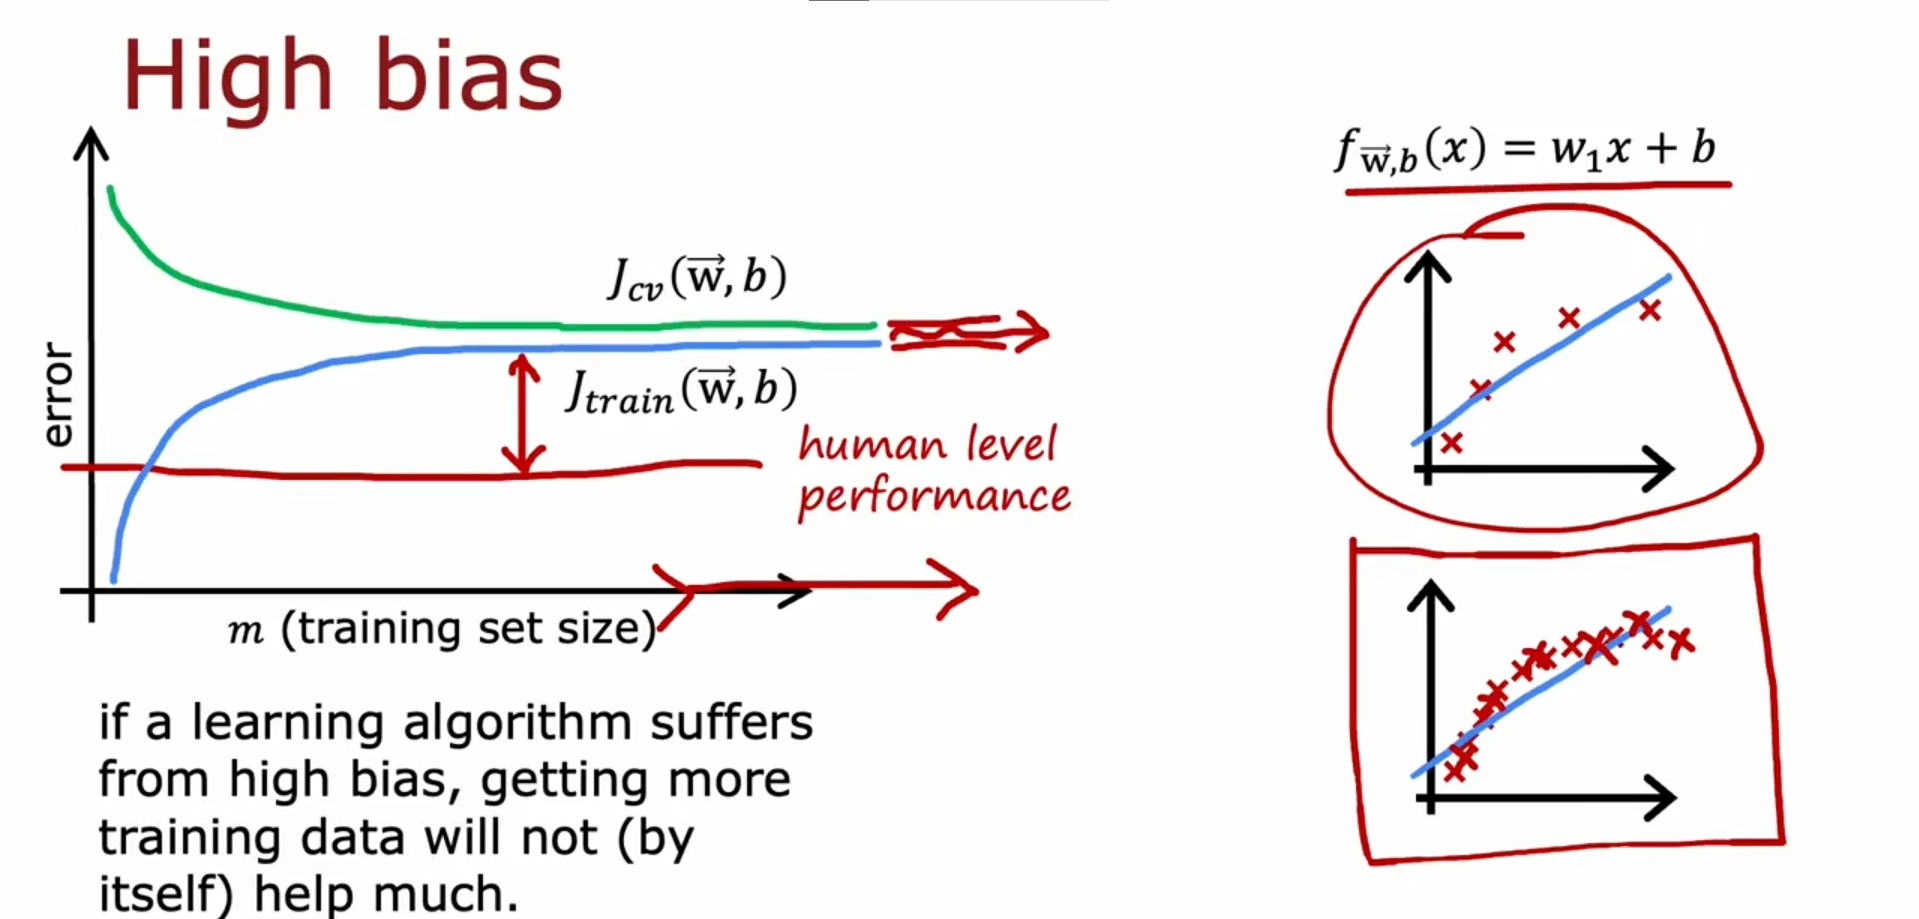 High bias
f_{\vec{w},b}(x) = w_1x + b
J_{cv}(\vec{w}, b)
J_{train}(\vec{w}, b)
error
human level
performance
m (training set size)
if a learning algorithm suffers
from high bias, getting more
training data will not (by
itself) help much.